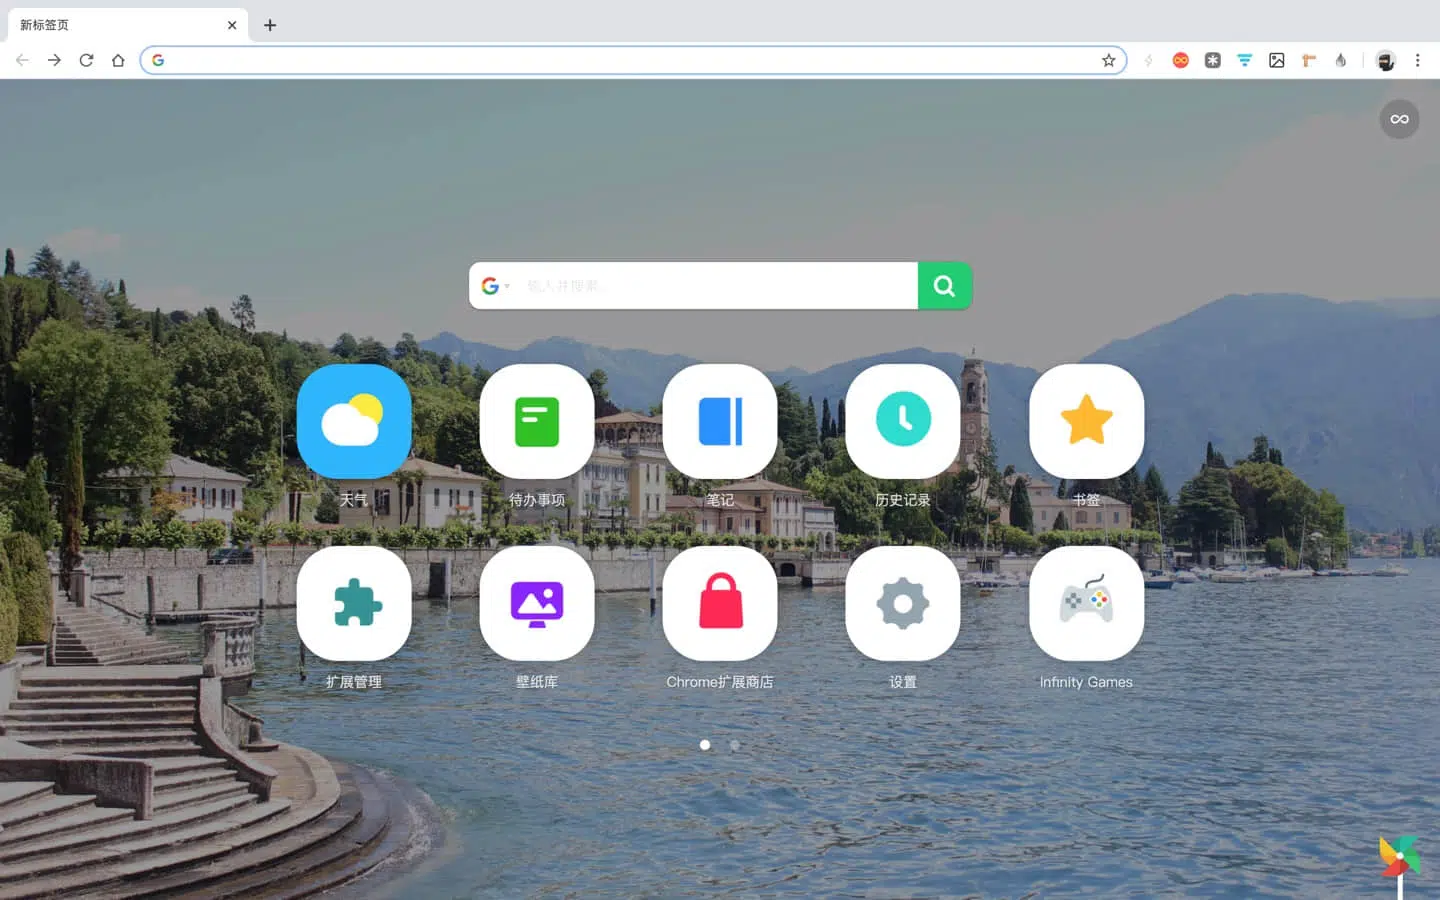 新标签页
输入并搜索...
天气
待办事项
笔记
历史记录
书签
扩展管理
壁纸库
Chrome扩展商店
设置
Infinity Games